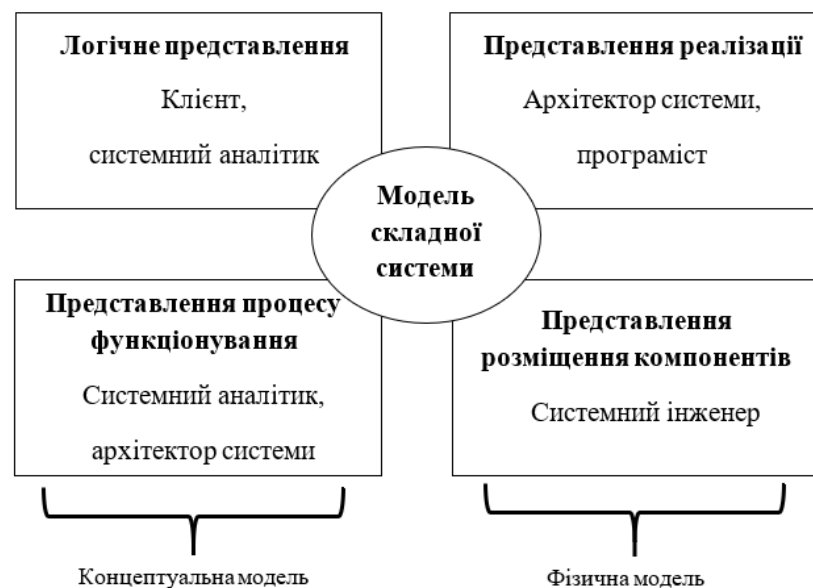 Логічне представлення
Клієнт,
системний аналітик
Представлення реалізації
Архітектор системи,
програміст
Модель
складної
системи
Представлення процесу
функціонування
Системний аналітик,
архітектор системи
Представлення
розміщення компонентів
Системний інженер
Концептуальна модель
Фізична модель